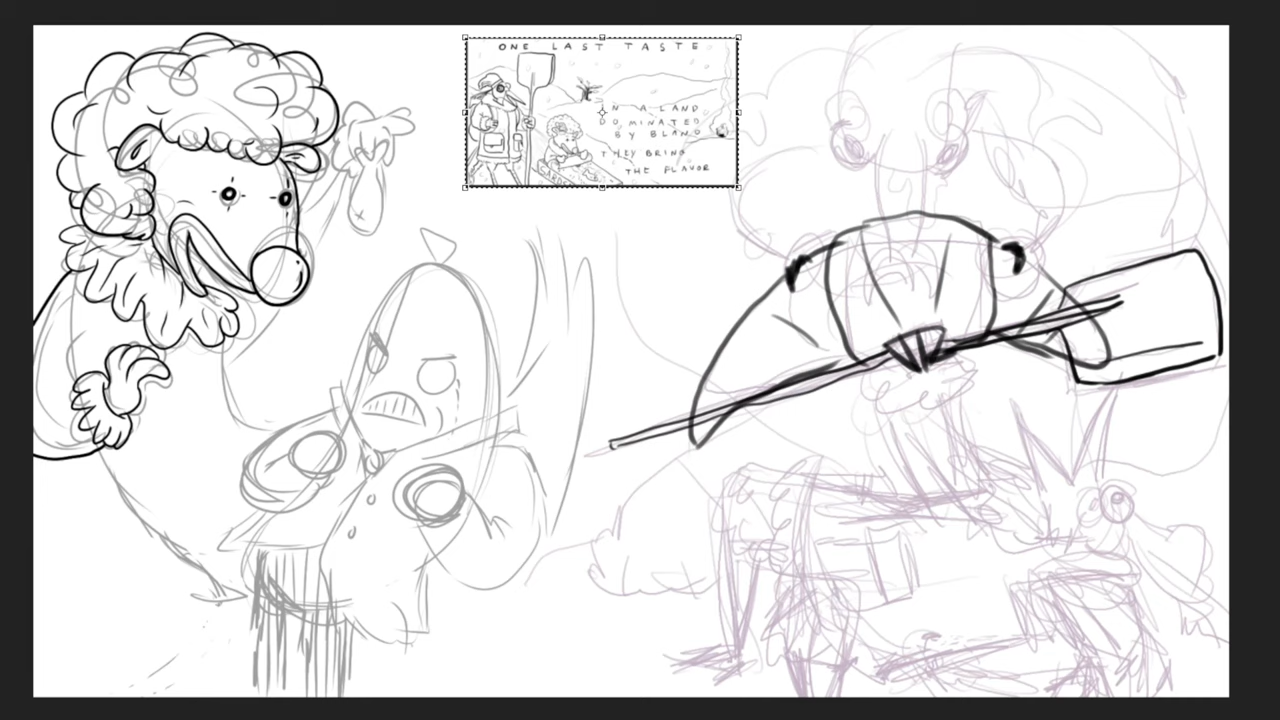 ONE LAST TASTE
IN A LAND
DOMINATED
BY BLAND
THEY BRING
THE FLAVOR